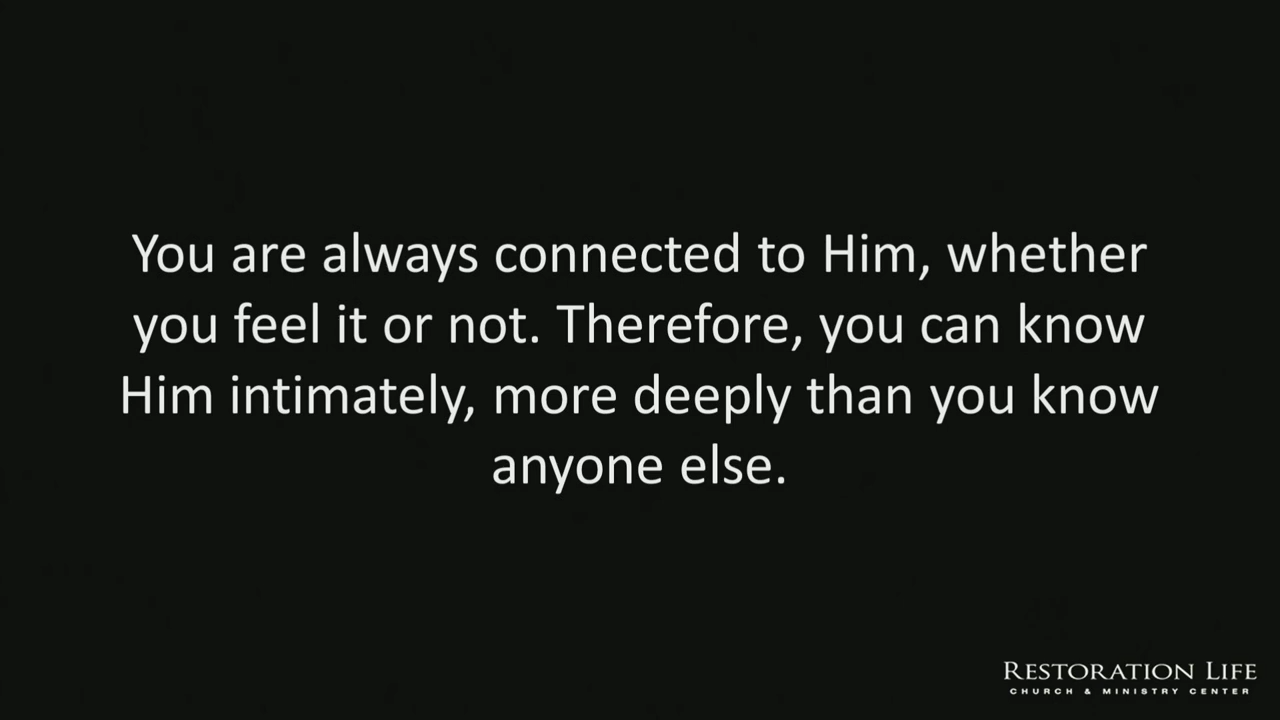 You are always connected to Him, whether
you feel it or not. Therefore, you can know
Him intimately, more deeply than you know
anyone else.
RESTORATION LIFE
CHURCH & MINISTRY CENTER